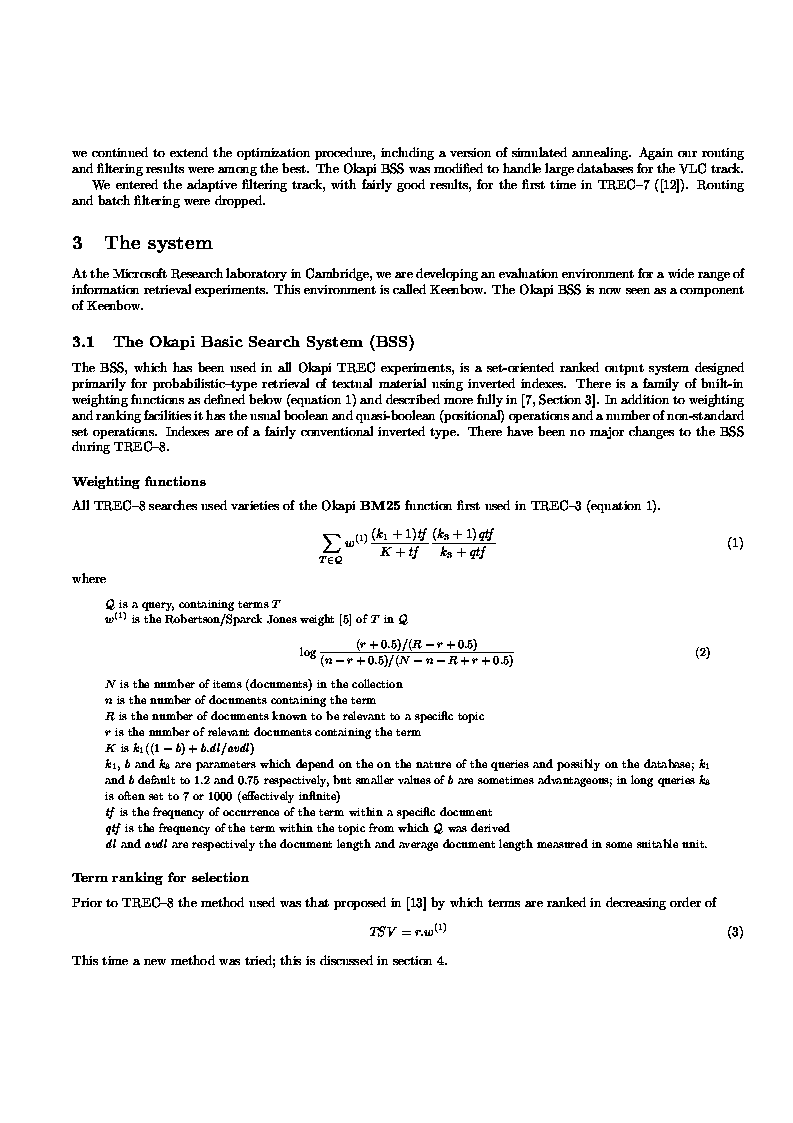 we continued to extend the optimization procedure, including a version of simulated annealing. Again our routing
and filtering results were among the best. The Okapi BSS was modified to handle large databases for the VLC track.
We entered the adaptive filtering track, with fairly good results, for the first time in TREC–7 ([12]). Routing
and batch filtering were dropped.
3 The system
At the Microsoft Research laboratory in Cambridge, we are developing an evaluation environment for a wide range of
information retrieval experiments. This environment is called Keenbow. The Okapi BSS is now seen as a component
of Keenbow.
3.1 The Okapi Basic Search System (BSS)
The BSS, which has been used in all Okapi TREC experiments, is a set-oriented ranked output system designed
primarily for probabilistic–type retrieval of textual material using inverted indexes. There is a family of built-in
weighting functions as defined below (equation 1) and described more fully in [7, Section 3]. In addition to weighting
and ranking facilities it has the usual boolean and quasi-boolean (positional) operations and a number of non-standard
set operations. Indexes are of a fairly conventional inverted type. There have been no major changes to the BSS
during TREC–8.
Weighting functions
All TREC–8 searches used varieties of the Okapi BM25 function first used in TREC–3 (equation 1).
∑_{T∈Q} w^{(1)} \frac{(k_1 + 1)tf}{K + tf} \frac{(k_3 + 1)qtf}{k_3 + qtf} (1)
where
Q is a query, containing terms T
w^{(1)} is the Robertson/Sparck Jones weight [5] of T in Q
log \frac{(r + 0.5)/(R − r + 0.5)}{(n − r + 0.5)/(N − n − R + r + 0.5)} (2)
N is the number of items (documents) in the collection
n is the number of documents containing the term
R is the number of documents known to be relevant to a specific topic
r is the number of relevant documents containing the term
K is k_1((1 − b) + b.dl/avdl)
k_1, b and k_3 are parameters which depend on the on the nature of the queries and possibly on the database; k_1
and b default to 1.2 and 0.75 respectively, but smaller values of b are sometimes advantageous; in long queries k_3
is often set to 7 or 1000 (effectively infinite)
tf is the frequency of occurrence of the term within a specific document
qtf is the frequency of the term within the topic from which Q was derived
dl and avdl are respectively the document length and average document length measured in some suitable unit.
Term ranking for selection
Prior to TREC–8 the method used was that proposed in [13] by which terms are ranked in decreasing order of
TSV = r.w^{(1)} (3)
This time a new method was tried; this is discussed in section 4.